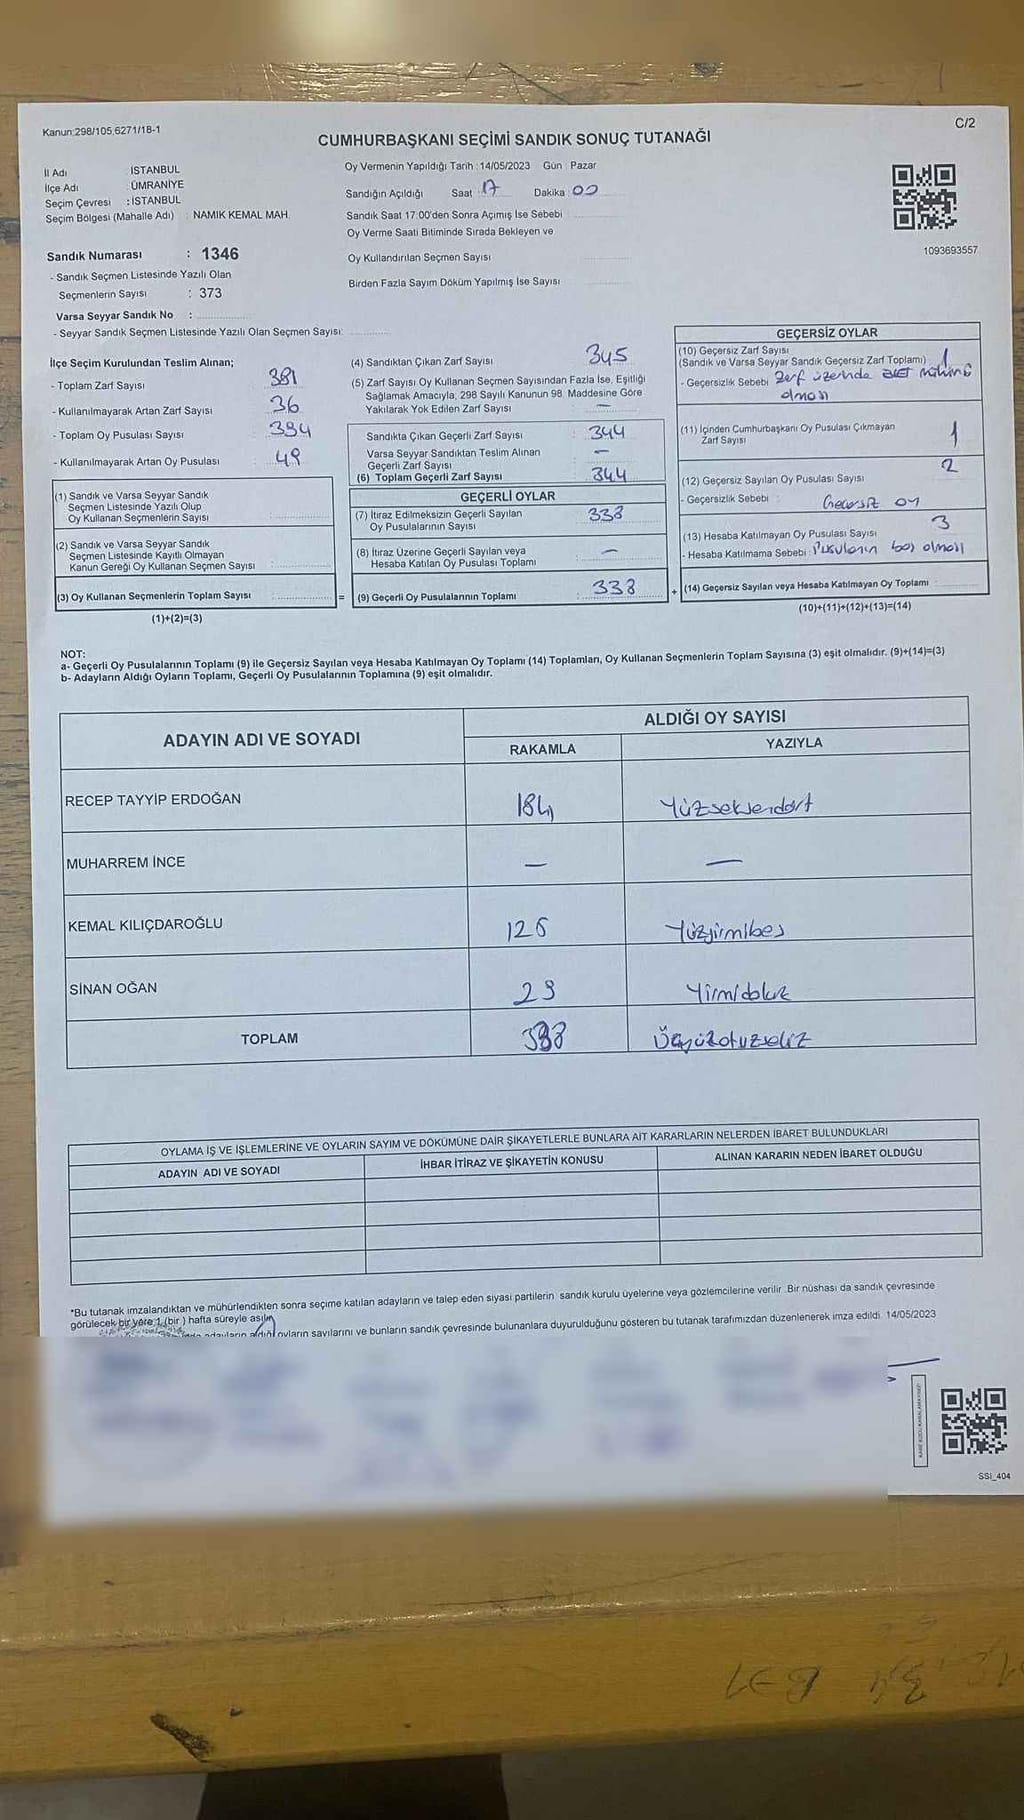 Kanun:298/105,6271/18-1
C/2
CUMHURBAŞKANI SEÇİMİ SANDIK SONUÇ TUTANAĞI
İl Adı : İSTANBUL
İlçe Adı : ÜMRANİYE
Seçim Çevresi : İSTANBUL
Seçim Bölgesi (Mahalle Adı) : NAMIK KEMAL MAH.
Oy Vermenin Yapıldığı Tarih : 14/05/2023 Gün : Pazar
Sandığın Açıldığı Saat 17 Dakika 00
Sandık Saat 17:00'den Sonra Açımış İse Sebebi
Oy Verme Saati Bitiminde Sırada Bekleyen ve
Oy Kullandırılan Seçmen Sayısı
Birden Fazla Sayım Döküm Yapılmış İse Sayısı
1093693557
Sandık Numarası : 1346
- Sandık Seçmen Listesinde Yazılı Olan
Seçmenlerin Sayısı : 373
Varsa Seyyar Sandık No :
- Seyyar Sandık Seçmen Listesinde Yazılı Olan Seçmen Sayısı:
İlçe Seçim Kurulundan Teslim Alınan;
- Toplam Zarf Sayısı 381
- Kullanılmayarak Artan Zarf Sayısı 36
- Toplam Oy Pusulası Sayısı 394
- Kullanılmayarak Artan Oy Pusulası 49
(1) Sandık ve Varsa Seyyar Sandık
Seçmen Listesinde Yazılı Olup
Oy Kullanan Seçmenlerin Sayısı
(2) Sandık ve Varsa Seyyar Sandık
Seçmen Listesinde Kayıtlı Olmayan
Kanun Gereği Oy Kullanan Seçmen Sayısı
(3) Oy Kullanan Seçmenlerin Toplam Sayısı =
(1)+(2)=(3)
(4) Sandıktan Çıkan Zarf Sayısı 345
(5) Zarf Sayısı Oy Kullanan Seçmen Sayısından Fazla İse, Eşitliği
Sağlamak Amacıyla, 298 Sayılı Kanunun 98. Maddesine Göre
Yakılarak Yok Edilen Zarf Sayısı —
Sandıkta Çıkan Geçerli Zarf Sayısı : 344
Varsa Seyyar Sandıktan Teslim Alınan
Geçerli Zarf Sayısı —
(6) Toplam Geçerli Zarf Sayısı 344
GEÇERLİ OYLAR
(7) İtiraz Edilmeksizin Geçerli Sayılan
Oy Pusulalarının Sayısı 338
(8) İtiraz Üzerine Geçerli Sayılan veya
Hesaba Katılan Oy Pusulası Toplamı —
(9) Geçerli Oy Pusulalarının Toplamı : 338 +
GEÇERSİZ OYLAR
(10) Geçersiz Zarf Sayısı
(Sandık ve Varsa Seyyar Sandık Geçersiz Zarf Toplamı) 1
- Geçersizlik Sebebi : Zarf üzerinde evet mührü
olması
(11) İçinden Cumhurbaşkanı Oy Pusulası Çıkmayan
Zarf Sayısı 1
(12) Geçersiz Sayılan Oy Pusulası Sayısı 2
- Geçersizlik Sebebi : Geçersiz oy
(13) Hesaba Katılmayan Oy Pusulası Sayısı 3
- Hesaba Katılmama Sebebi : Pusulanın boş olması
(14) Geçersiz Sayılan veya Hesaba Katılmayan Oy Toplamı :
(10)+(11)+(12)+(13)=(14)
NOT:
a- Geçerli Oy Pusulalarının Toplamı (9) ile Geçersiz Sayılan veya Hesaba Katılmayan Oy Toplamı (14) Toplamları, Oy Kullanan Seçmenlerin Toplam Sayısına (3) eşit olmalıdır. (9)+(14)=(3)
b- Adayların Aldığı Oyların Toplamı, Geçerli Oy Pusulalarının Toplamına (9) eşit olmalıdır.
ADAYIN ADI VE SOYADI
ALDIĞI OY SAYISI
RAKAMLA YAZIYLA
RECEP TAYYİP ERDOĞAN 184 Yüzseksendört
MUHARREM İNCE — —
KEMAL KILIÇDAROĞLU 125 Yüzyirmibeş
SİNAN OĞAN 29 Yirmidokuz
TOPLAM 338 Üçyüzotuzsekiz
OYLAMA İŞ VE İŞLEMLERİNE VE OYLARIN SAYIM VE DÖKÜMÜNE DAİR ŞİKAYETLERLE BUNLARA AİT KARARLARIN NELERDEN İBARET BULUNDUKLARI
ADAYIN ADI VE SOYADI İHBAR İTİRAZ VE ŞİKAYETİN KONUSU ALINAN KARARIN NEDEN İBARET OLDUĞU
*Bu tutanak imzalandıktan ve mühürlendikten sonra seçime katılan adayların ve talep eden siyasi partilerin sandık kurulu üyelerine veya gözlemcilerine verilir. Bir nüshası da sandık çevresinde
görülecek bir yere 1 (bir) hafta süreyle asılır.
adayların aldığı oyların sayılarını ve bunların sandık çevresinde bulunanlara duyurulduğunu gösteren bu tutanak tarafımızdan düzenlenerek imza edildi. 14/05/2023
SSİ_404